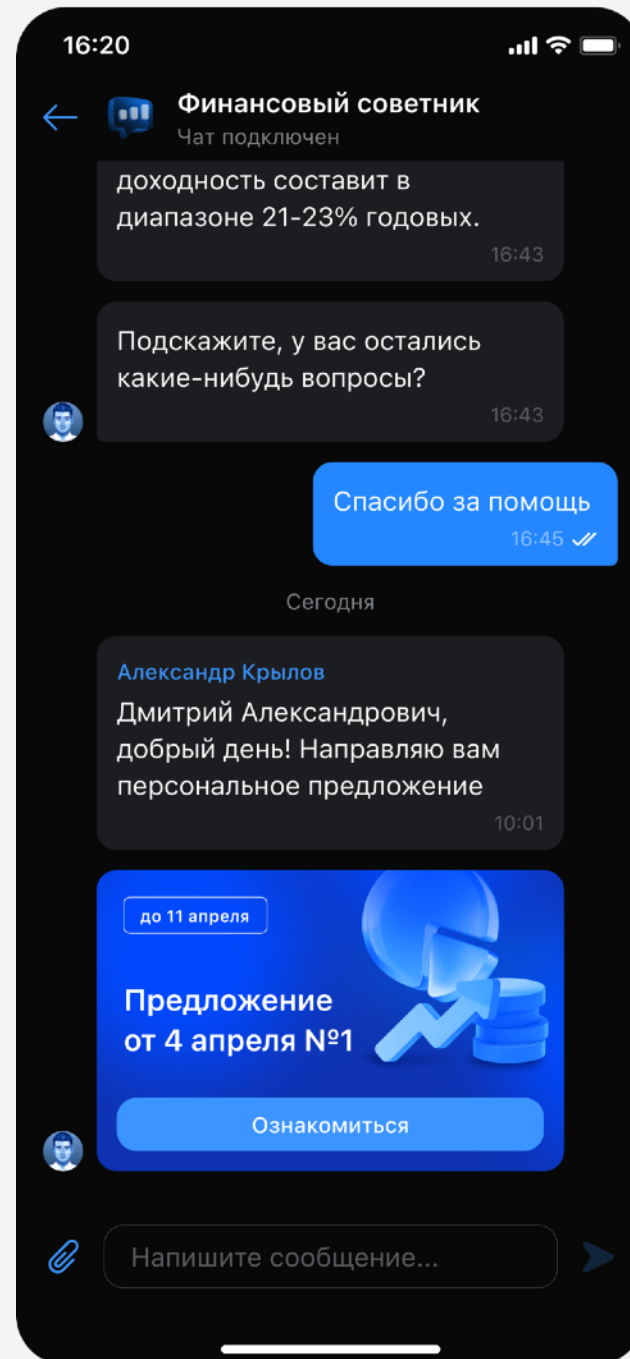 16:20
Финансовый советник
Чат подключен
доходность составит в
диапазоне 21-23% годовых.
16:43
Подскажите, у вас остались
какие-нибудь вопросы?
16:43
Спасибо за помощь
16:45
Сегодня
Александр Крылов
Дмитрий Александрович,
добрый день! Направляю вам
персональное предложение
10:01
до 11 апреля
Предложение
от 4 апреля №1
Ознакомиться
Напишите сообщение...